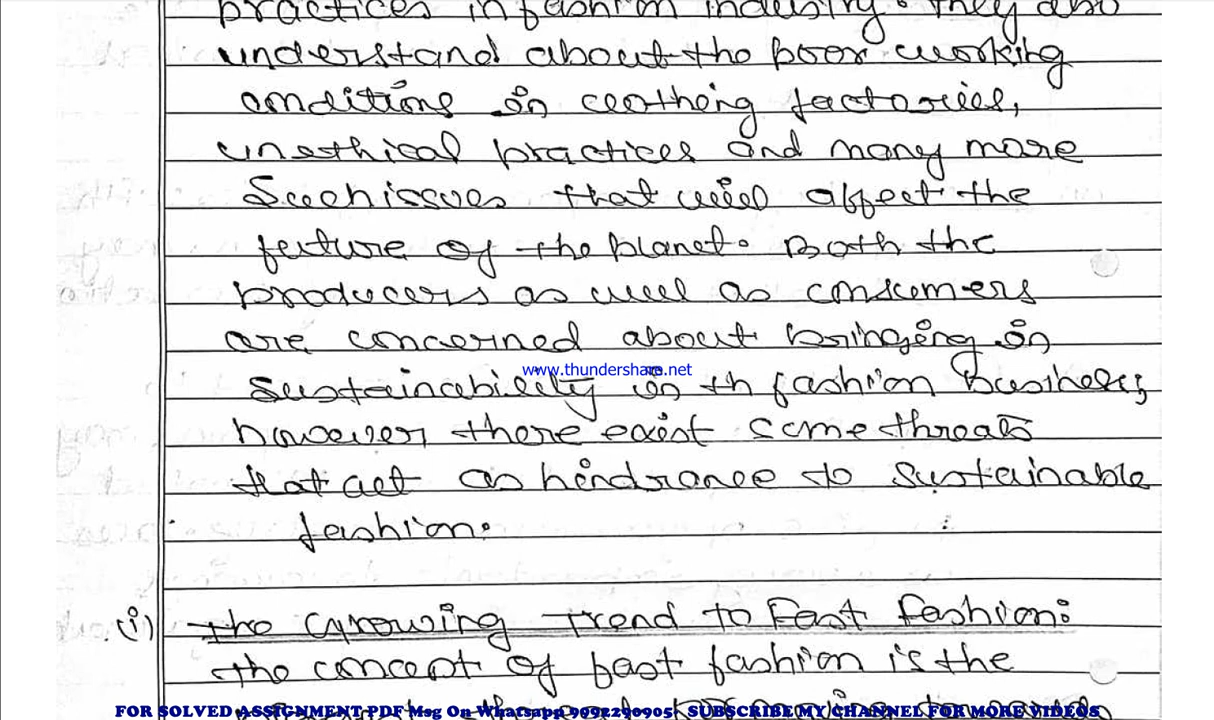 practices in fashion industry. They also
understand about the poor working
conditions in clothing factories,
unethical practices and many more
Such issues that will affect the
future of the planet. Both the
producers as well as consumers
are concerned about bringing in
www.thundershare.net
sustainability in th fashion business,
however, there exist some threats
that act as hindrance to sustainable
fashion.
(i) The Growing Trend to Fast Fashion:
The concept of fast fashion is the
FOR SOLVED ASSIGNMENT PDF Msg On Whatsapp 9092290905 SUBSCRIBE MY CHANNEL FOR MORE VIDEOS